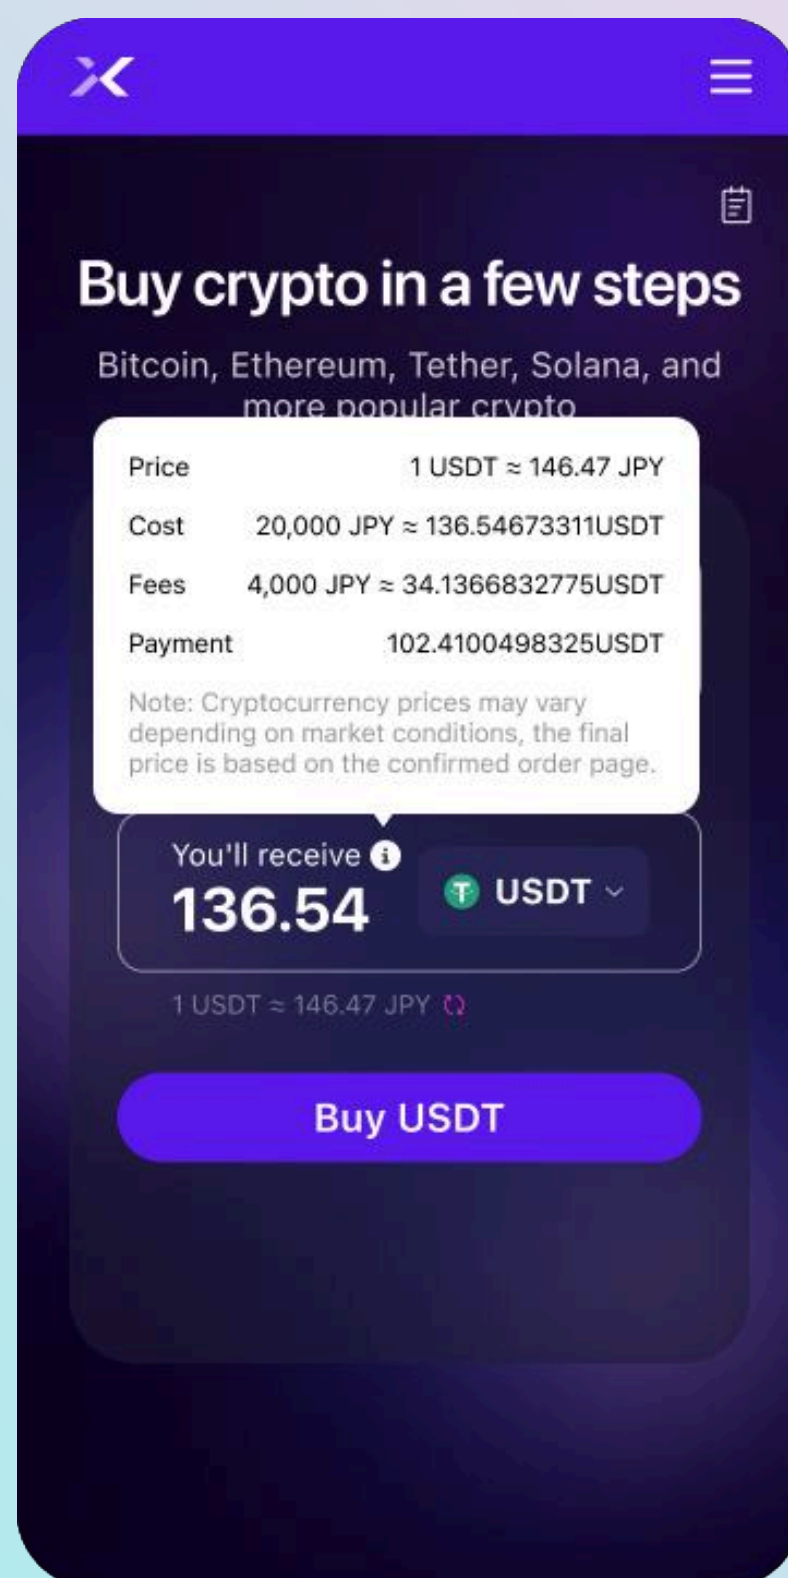 Buy crypto in a few steps
Bitcoin, Ethereum, Tether, Solana, and
more popular crypto
Price 1 USDT ≈ 146.47 JPY
Cost 20,000 JPY ≈ 136.54673311USDT
Fees 4,000 JPY ≈ 34.1366832775USDT
Payment 102.4100498325USDT
Note: Cryptocurrency prices may vary
depending on market conditions, the final
price is based on the confirmed order page.
You'll receive
136.54 USDT
1 USDT ≈ 146.47 JPY
Buy USDT